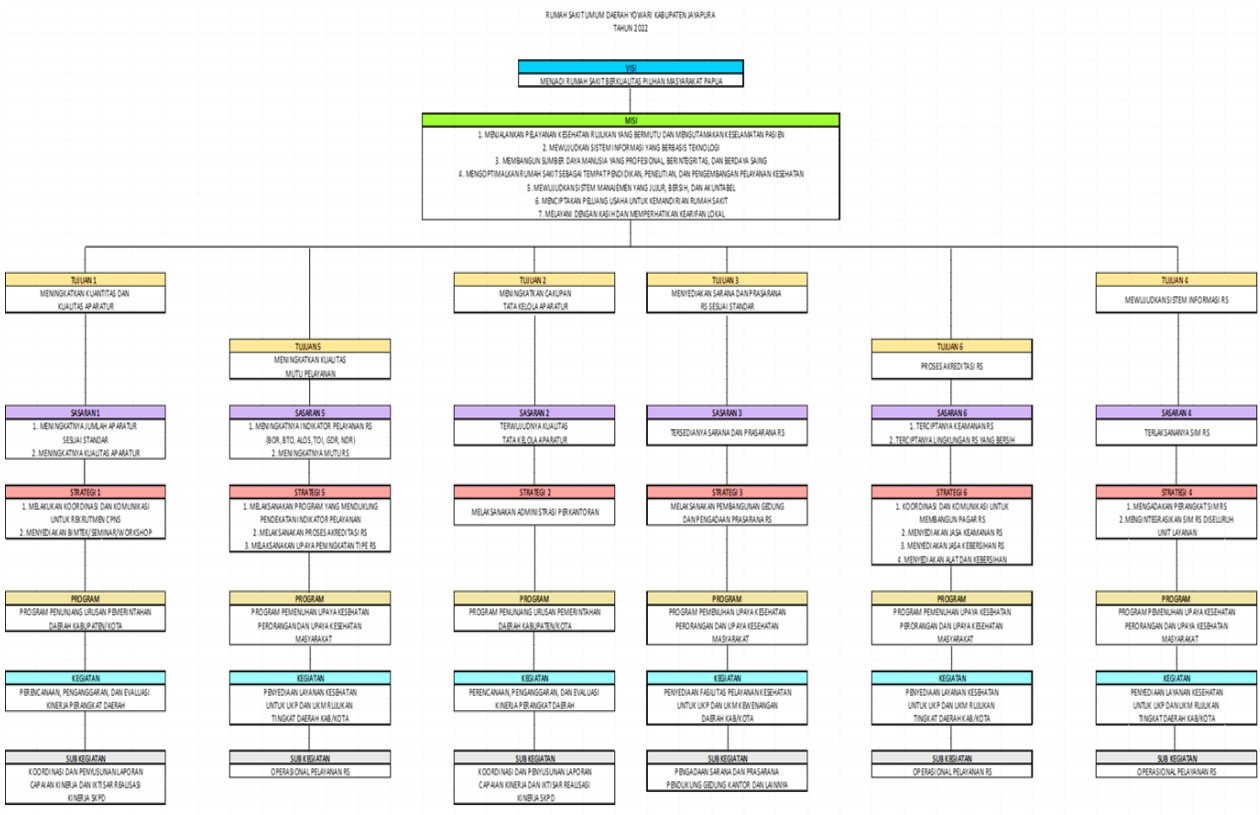 RUMAH SAKIT UMUM DAERAH YOWARI KABUPATEN JAYAPURA
TAHUN 2022
VISI
MENJADI RUMAH SAKIT BERKUALITAS PILIHAN MASYARAKAT PAPUA
MISI
1. MENJALANKAN PELAYANAN KESEHATAN RUJUKAN YANG BERMUTU DAN MENGUTAMAKAN KESELAMATAN PASIEN
2. MEWUJUDKAN SISTEM INFORMASI YANG BERBASIS TEKNOLOGI
3. MEMBANGUN SUMBER DAYA MANUSIA YANG PROFESIONAL, BERINTEGRITAS, DAN BERDAYA SAING
4. MENGOPTIMALKAN RUMAH SAKIT SEBAGAI TEMPAT PENDIDIKAN, PENELITIAN, DAN PENGEMBANGAN PELAYANAN KESEHATAN
5. MEWUJUDKAN SISTEM MANAJEMEN YANG JUJUR, BERSIH, DAN AKUNTABEL
6. MENCIPTAKAN PELUANG USAHA UNTUK KEMANDIRIAN RUMAH SAKIT
7. MELAYANI DENGAN KASIH DAN MEMPERHATIKAN KEARIFAN LOKAL
TUJUAN 1
MENINGKATKAN KUANTITAS DAN
KUALITAS APARATUR
SASARAN 1
1. MENINGKATNYA JUMLAH APARATUR
SESUAI STANDAR
2. MENINGKATNYA KUALITAS APARATUR
STRATEGI 1
1. MELAKUKAN KOORDINASI DAN KOMUNIKASI
UNTUK REKRUTMEN CPNS
2. MENYEDIAKAN BIMTEK/SEMINAR/WORKSHOP
PROGRAM
PROGRAM PENUNJANG URUSAN PEMERINTAHAN
DAERAH KABUPATEN/KOTA
KEGIATAN
PERENCANAAN, PENGANGGARAN, DAN EVALUASI
KINERJA PERANGKAT DAERAH
SUB KEGIATAN
KOORDINASI DAN PENYUSUNAN LAPORAN
CAPAIAN KINERJA DAN IKTISAR REALISASI
KINERJA SKPD
TUJUAN 5
MENINGKATKAN KUALITAS
MUTU PELAYANAN
SASARAN 5
1. MENINGKATNYA INDIKATOR PELAYANAN RS
(BOR, BTO, ALOS, TOI, GDR, NDR)
2. MENINGKATNYA MUTU RS
STRATEGI 5
1. MELAKSANAKAN PROGRAM YANG MENDUKUNG
PENDEKATAN INDIKATOR PELAYANAN
2. MELAKSANAKAN PROSES AKREDITASI RS
3. MELAKSANAKAN UPAYA PENINGKATAN TIPE RS
PROGRAM
PROGRAM PEMENUHAN UPAYA KESEHATAN
PERORANGAN DAN UPAYA KESEHATAN
MASYARAKAT
KEGIATAN
PENYEDIAAN LAYANAN KESEHATAN
UNTUK UKP DAN UKM RUJUKAN
TINGKAT DAERAH KAB/KOTA
SUB KEGIATAN
OPERASIONAL PELAYANAN RS
TUJUAN 2
MENINGKATKAN CAKUPAN
TATA KELOLA APARATUR
SASARAN 2
TERWUJUDNYA KUALITAS
TATA KELOLA APARATUR
STRATEGI 2
MELAKSANAKAN ADMINISTRASI PERKANTORAN
PROGRAM
PROGRAM PENUNJANG URUSAN PEMERINTAHAN
DAERAH KABUPATEN/KOTA
KEGIATAN
PERENCANAAN, PENGANGGARAN, DAN EVALUASI
KINERJA PERANGKAT DAERAH
SUB KEGIATAN
KOORDINASI DAN PENYUSUNAN LAPORAN
CAPAIAN KINERJA DAN IKTISAR REALISASI
KINERJA SKPD
TUJUAN 3
MENYEDIAKAN SARANA DAN PRASARANA
RS SESUAI STANDAR
SASARAN 3
TERSEDIANYA SARANA DAN PRASARANA RS
STRATEGI 3
MELAKSANAKAN PEMBANGUNAN GEDUNG
DAN PENGADAAN PRASARANA RS
PROGRAM
PROGRAM PEMENUHAN UPAYA KESEHATAN
PERORANGAN DAN UPAYA KESEHATAN
MASYARAKAT
KEGIATAN
PENYEDIAAN FASILITAS PELAYANAN KESEHATAN
UNTUK UKP DAN UKM KEWENANGAN
DAERAH KAB/KOTA
SUB KEGIATAN
PENGADAAN SARANA DAN PRASARANA
PENDUKUNG GEDUNG KANTOR DAN LAINNYA
TUJUAN 6
PROSES AKREDITASI RS
SASARAN 6
1. TERCIPTANYA KEAMANAN RS
2. TERCIPTANYA LINGKUNGAN RS YANG BERSIH
STRATEGI 6
1. KOORDINASI DAN KOMUNIKASI UNTUK
MEMBANGUN PAGAR RS
2. MENYEDIAKAN JASA KEAMANAN RS
3. MENYEDIAKAN JASA KEBERSIHAN RS
4. MENYEDIAKAN ALAT DAN KEBERSIHAN
PROGRAM
PROGRAM PEMENUHAN UPAYA KESEHATAN
PERORANGAN DAN UPAYA KESEHATAN
MASYARAKAT
KEGIATAN
PENYEDIAAN LAYANAN KESEHATAN
UNTUK UKP DAN UKM RUJUKAN
TINGKAT DAERAH KAB/KOTA
SUB KEGIATAN
OPERASIONAL PELAYANAN RS
TUJUAN 4
MEWUJUDKAN SISTEM INFORMASI RS
SASARAN 4
TERLAKSANANYA SIM RS
STRATEGI 4
1. MENGADAKAN PERANGKAT SIM RS
2. MENGINTEGRASIKAN SIM RS DISELURUH
UNIT LAYANAN
PROGRAM
PROGRAM PEMENUHAN UPAYA KESEHATAN
PERORANGAN DAN UPAYA KESEHATAN
MASYARAKAT
KEGIATAN
PENYEDIAAN LAYANAN KESEHATAN
UNTUK UKP DAN UKM RUJUKAN
TINGKAT DAERAH KAB/KOTA
SUB KEGIATAN
OPERASIONAL PELAYANAN RS